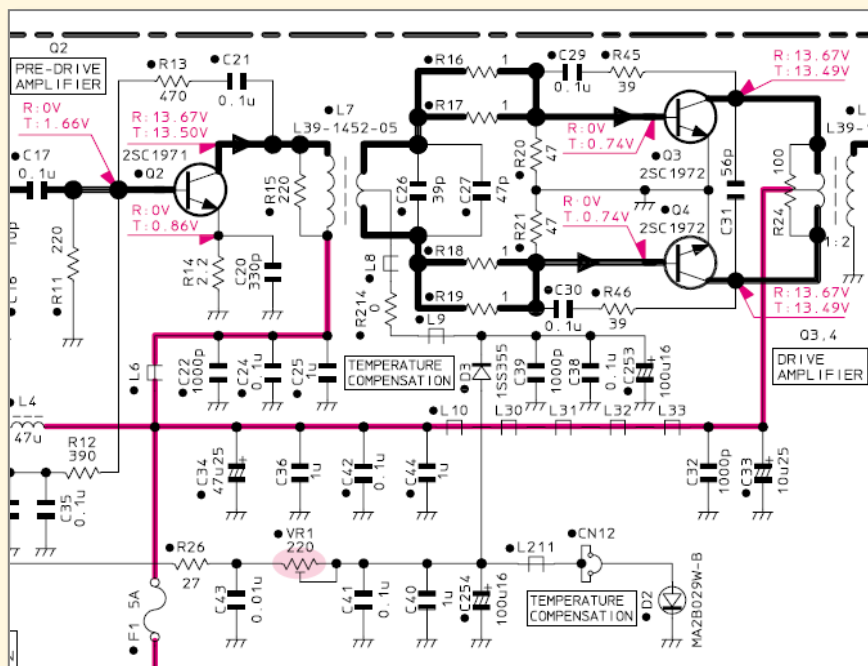 Q2
PRE-DRIVE
AMPLIFIER
R:0V
T:1.66V
R13
470
C21
0.1u
R:13.67V
T:13.50V
L7
L39-1452-05
C17
0.1u
2SC1971
Q2
R:0V
T:0.86V
R15
220
220
R11
R14
2.2
C20
330p
R16
1
R17
1
C29
0.1u
R45
39
R:13.67V
T:13.49V
R:0V
T:0.74V
R20
47
Q3
2SC1972
56p
C31
100
R24
L39-1
C26
39p
C27
47p
R21
47
R:0V
T:0.74V
Q4
2SC1972
1:2
R18
1
R19
1
L8
R214
0
C30
0.1u
R46
39
R:13.67V
T:13.49V
Q3,4
DRIVE
AMPLIFIER
L9
L6
C22
1000p
C24
0.1u
C25
1u
TEMPERATURE
COMPENSATION
D3
1SS355
C39
1000p
C38
0.1u
C253
100u16
L4
47u
L10
L30
L31
L32
L33
R12
390
C35
0.1u
C34
47u25
C36
1u
C42
0.1u
C44
1u
C32
1000p
C33
10u25
R26
27
VR1
220
L211
CN12
F1 5A
C43
0.01u
C41
0.1u
C40
1u
C254
100u16
TEMPERATURE
COMPENSATION
D2
MA2B029W-B